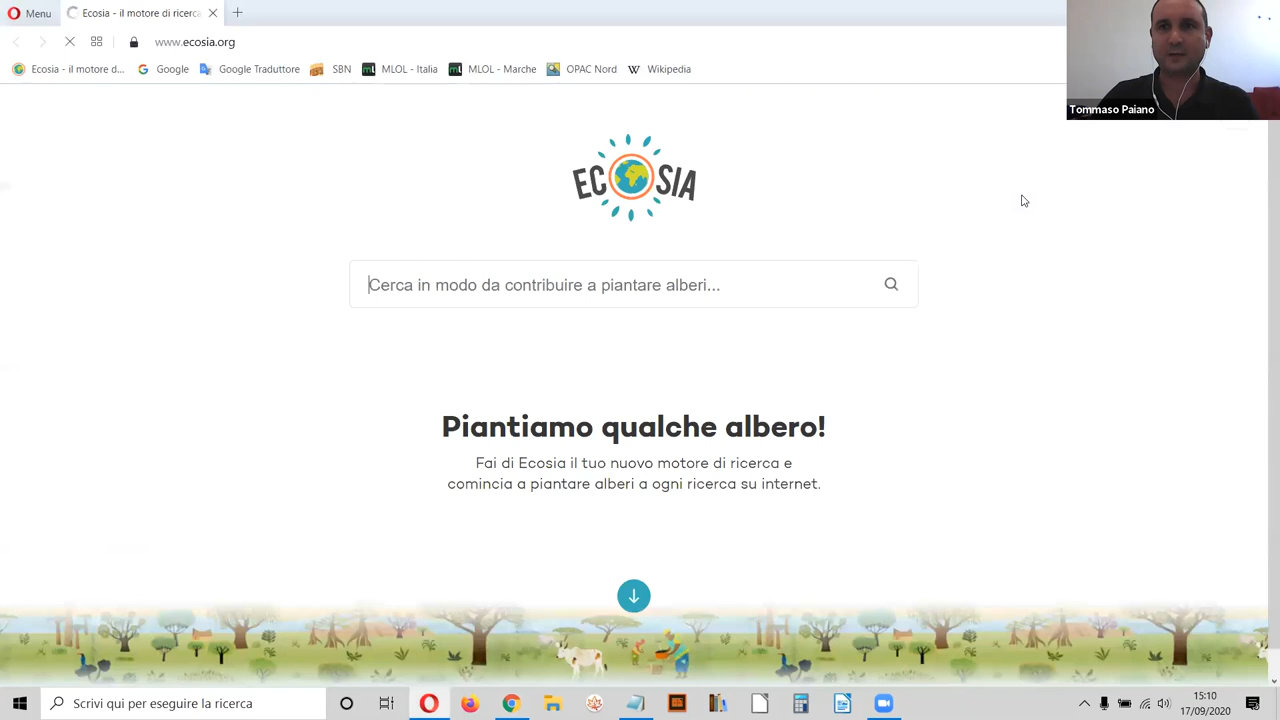 Menu
Ecosia - il motore di ricerca
www.ecosia.org
Ecosia - il motore d...
Google
Google Traduttore
SBN
MLOL - Italia
MLOL - Marche
OPAC Nord
Wikipedia
Tommaso Paiano
ECOSIA
Cerca in modo da contribuire a piantare alberi...
Piantiamo qualche albero!
Fai di Ecosia il tuo nuovo motore di ricerca e
comincia a piantare alberi a ogni ricerca su internet.
Scrivi qui per eseguire la ricerca
15:10
17/09/2020